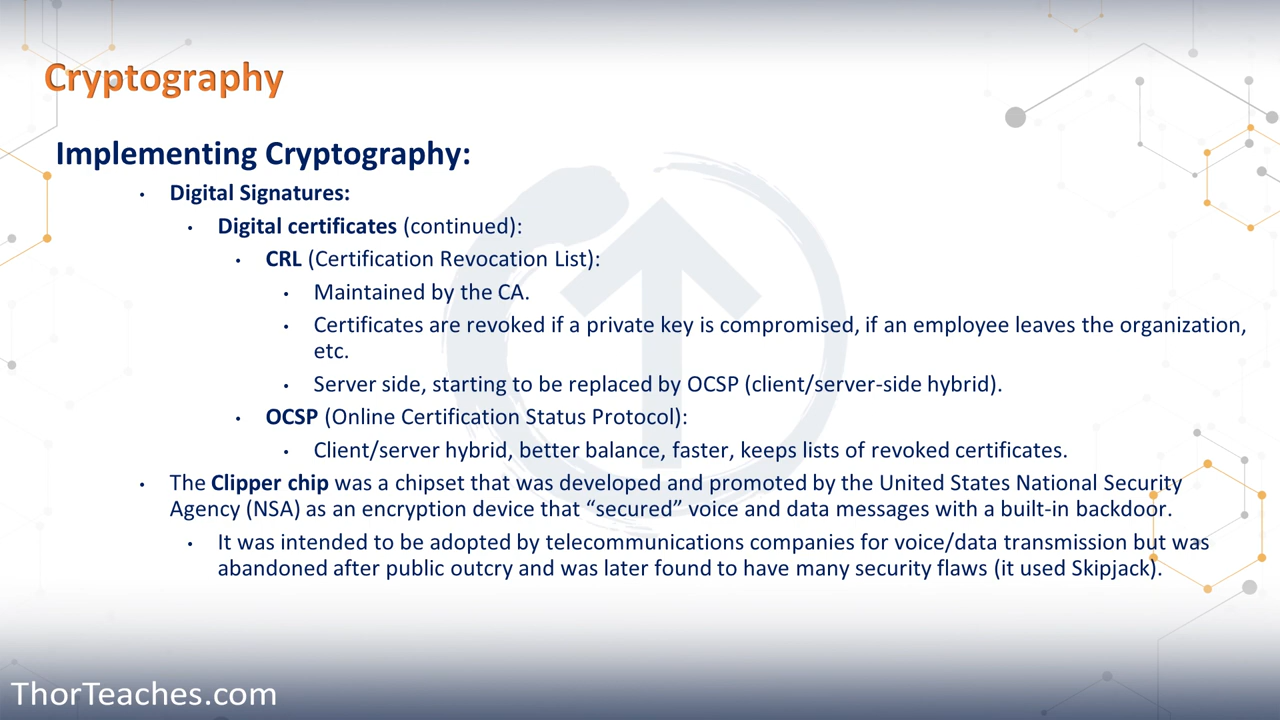 Cryptography
Implementing Cryptography:
• Digital Signatures:
• Digital certificates (continued):
• CRL (Certification Revocation List):
• Maintained by the CA.
• Certificates are revoked if a private key is compromised, if an employee leaves the organization,
etc.
• Server side, starting to be replaced by OCSP (client/server-side hybrid).
• OCSP (Online Certification Status Protocol):
• Client/server hybrid, better balance, faster, keeps lists of revoked certificates.
• The Clipper chip was a chipset that was developed and promoted by the United States National Security
Agency (NSA) as an encryption device that “secured” voice and data messages with a built-in backdoor.
• It was intended to be adopted by telecommunications companies for voice/data transmission but was
abandoned after public outcry and was later found to have many security flaws (it used Skipjack).
ThorTeaches.com